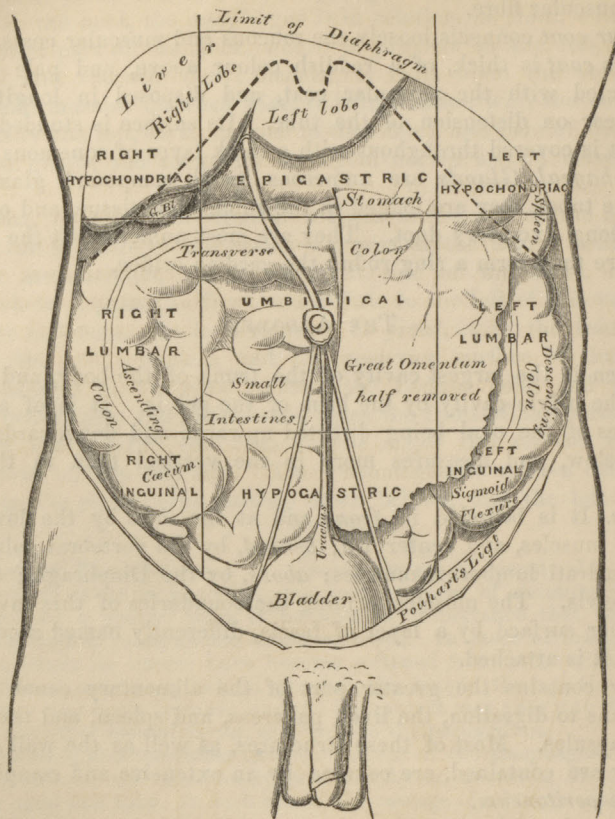 Limit of Diaphragm
Liver
Right Lobe
Left lobe
RIGHT
HYPOCHONDRIAC
EPIGASTRIC
LEFT
HYPOCHONDRIAC
G. Bl.
Stomach
Spleen
Transverse
Colon
UMBILICAL
RIGHT
LUMBAR
LEFT
LUMBAR
Ascending
Colon
Small
Intestines
Great Omentum
half removed
Descending
Colon
RIGHT
INGUINAL
Cæcum.
HYPOGASTRIC
LEFT
INGUINAL
Sigmoid
Flexure
Urachus
Bladder
Poupart's Ligt.